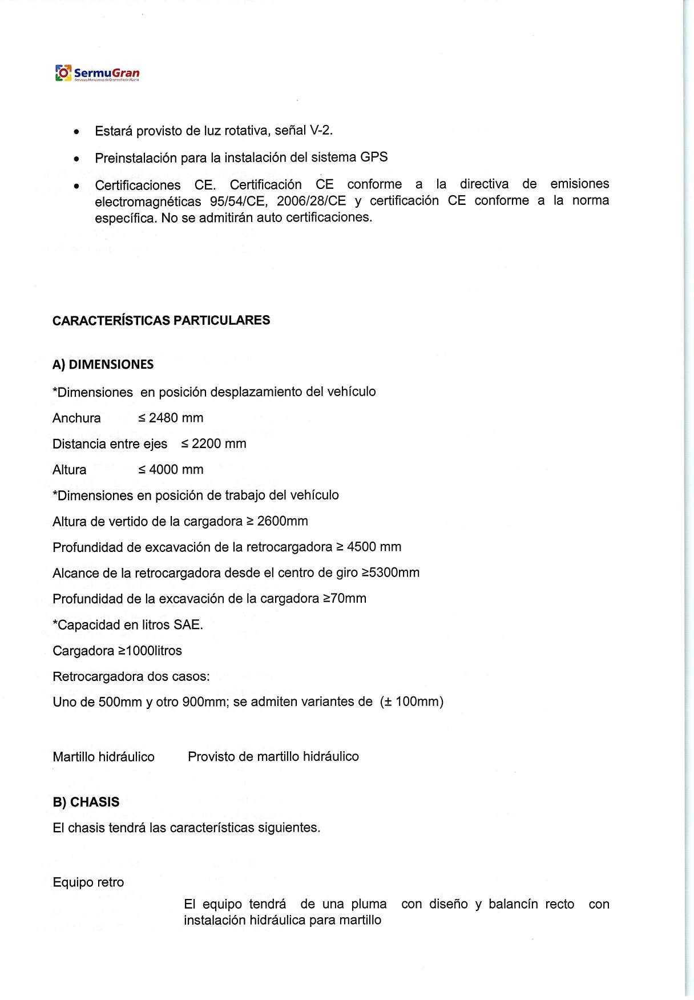 SermuGran
Servicios Municipales de Granadilla de Abona
• Estará provisto de luz rotativa, señal V-2.
• Preinstalación para la instalación del sistema GPS
• Certificaciones CE. Certificación CE conforme a la directiva de emisiones
electromagnéticas 95/54/CE, 2006/28/CE y certificación CE conforme a la norma
específica. No se admitirán auto certificaciones.
CARACTERÍSTICAS PARTICULARES
A) DIMENSIONES
*Dimensiones en posición desplazamiento del vehículo
Anchura ≤ 2480 mm
Distancia entre ejes ≤ 2200 mm
Altura ≤ 4000 mm
*Dimensiones en posición de trabajo del vehículo
Altura de vertido de la cargadora ≥ 2600mm
Profundidad de excavación de la retrocargadora ≥ 4500 mm
Alcance de la retrocargadora desde el centro de giro ≥5300mm
Profundidad de la excavación de la cargadora ≥70mm
*Capacidad en litros SAE.
Cargadora ≥1000litros
Retrocargadora dos casos:
Uno de 500mm y otro 900mm; se admiten variantes de (± 100mm)
Martillo hidráulico Provisto de martillo hidráulico
B) CHASIS
El chasis tendrá las características siguientes.
Equipo retro
El equipo tendrá de una pluma con diseño y balancín recto con
instalación hidráulica para martillo